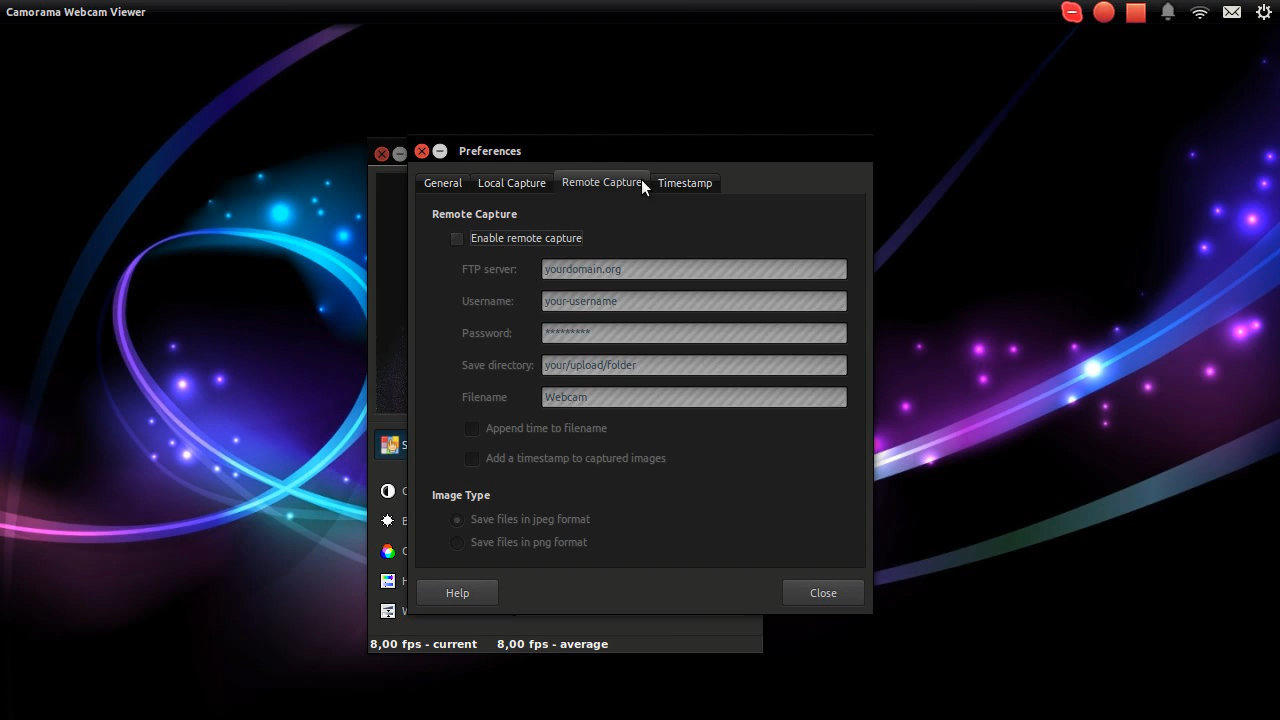 Camorama Webcam Viewer
Preferences
General Local Capture Remote Capture Timestamp
Remote Capture
Enable remote capture
FTP server: yourdomain.org
Username: your-username
Password: *********
Save directory: your/upload/folder
Filename Webcam
Append time to filename
Add a timestamp to captured images
Image Type
Save files in jpeg format
Save files in png format
Help Close
8,00 fps - current 8,00 fps - average